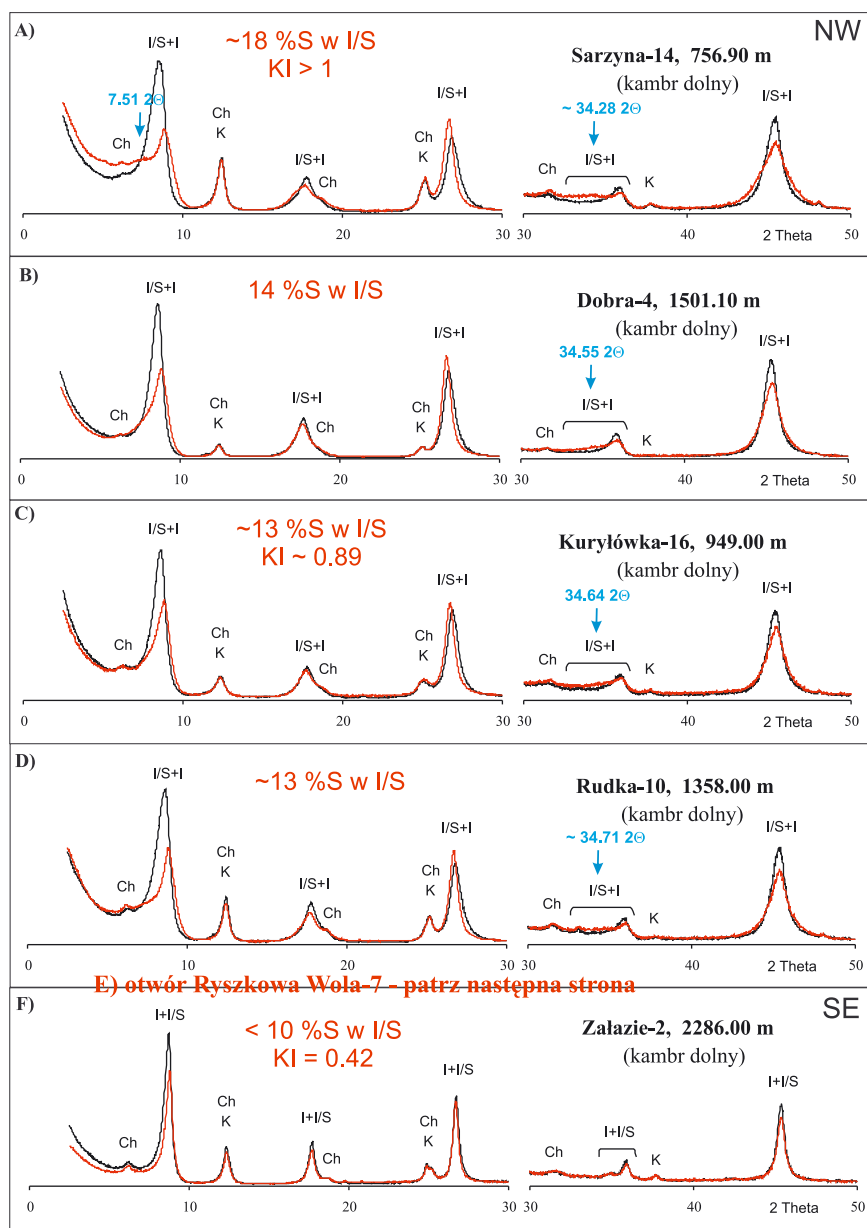 A)
NW
I/S+I
~18 %S w I/S
KI > 1
Sarzyna-14, 756.90 m
(kambr dolny)
7.51 2Θ
Ch
Ch
K
I/S+I
Ch
Ch
K
I/S+I
~ 34.28 2Θ
Ch
I/S+I
K
I/S+I
0 10 20 30 30 40 2 Theta 50
B)
I/S+I
14 %S w I/S
Dobra-4, 1501.10 m
(kambr dolny)
Ch
Ch
K
I/S+I
Ch
Ch
K
I/S+I
34.55 2Θ
Ch
I/S+I
K
I/S+I
0 10 20 30 30 40 2 Theta 50
C)
I/S+I
~13 %S w I/S
KI ~ 0.89
Kuryłówka-16, 949.00 m
(kambr dolny)
Ch
Ch
K
I/S+I
Ch
Ch
K
I/S+I
34.64 2Θ
Ch
I/S+I
K
I/S+I
0 10 20 30 30 40 2 Theta 50
D)
I/S+I
~13 %S w I/S
Rudka-10, 1358.00 m
(kambr dolny)
Ch
Ch
K
I/S+I
Ch
Ch
K
I/S+I
~ 34.71 2Θ
Ch
I/S+I
K
I/S+I
0 10 20 30 30 40 2 Theta 50
E) otwór Ryszkowa Wola-7 - patrz następna strona
F)
SE
I+I/S
< 10 %S w I/S
KI = 0.42
Załazie-2, 2286.00 m
(kambr dolny)
Ch
Ch
K
I+I/S
Ch
Ch
K
I+I/S
Ch
I+I/S
K
I+I/S
0 10 20 30 30 40 2 Theta 50